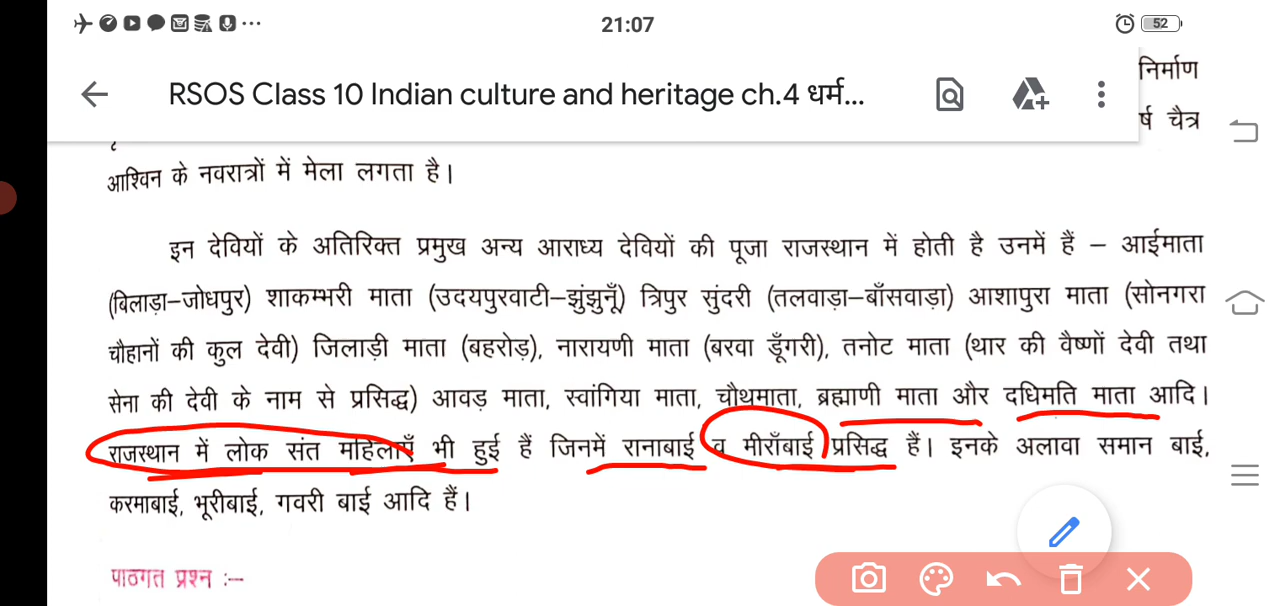 21:07
52
RSOS Class 10 Indian culture and heritage ch.4 धर्म...
निर्माण
र्ष चैत्र
आश्विन के नवरात्रों में मेला लगता है।
इन देवियों के अतिरिक्त प्रमुख अन्य आराध्य देवियों की पूजा राजस्थान में होती है उनमें हैं – आईमाता
(बिलाड़ा–जोधपुर) शाकम्भरी माता (उदयपुरवाटी–झुंझुनूँ) त्रिपुर सुंदरी (तलवाड़ा–बाँसवाड़ा) आशापुरा माता (सोनगरा
चौहानों की कुल देवी) जिलाड़ी माता (बहरोड़), नारायणी माता (बरवा डूँगरी), तनोट माता (थार की वैष्णों देवी तथा
सेना की देवी के नाम से प्रसिद्ध) आवड़ माता, स्वांगिया माता, चौथमाता, ब्रह्माणी माता और दधिमति माता आदि।
राजस्थान में लोक संत महिलाएँ भी हुई हैं जिनमें रानाबाई व मीराँबाई प्रसिद्ध हैं। इनके अलावा समान बाई,
करमाबाई, भूरीबाई, गवरी बाई आदि हैं।
पाठगत प्रश्न :–